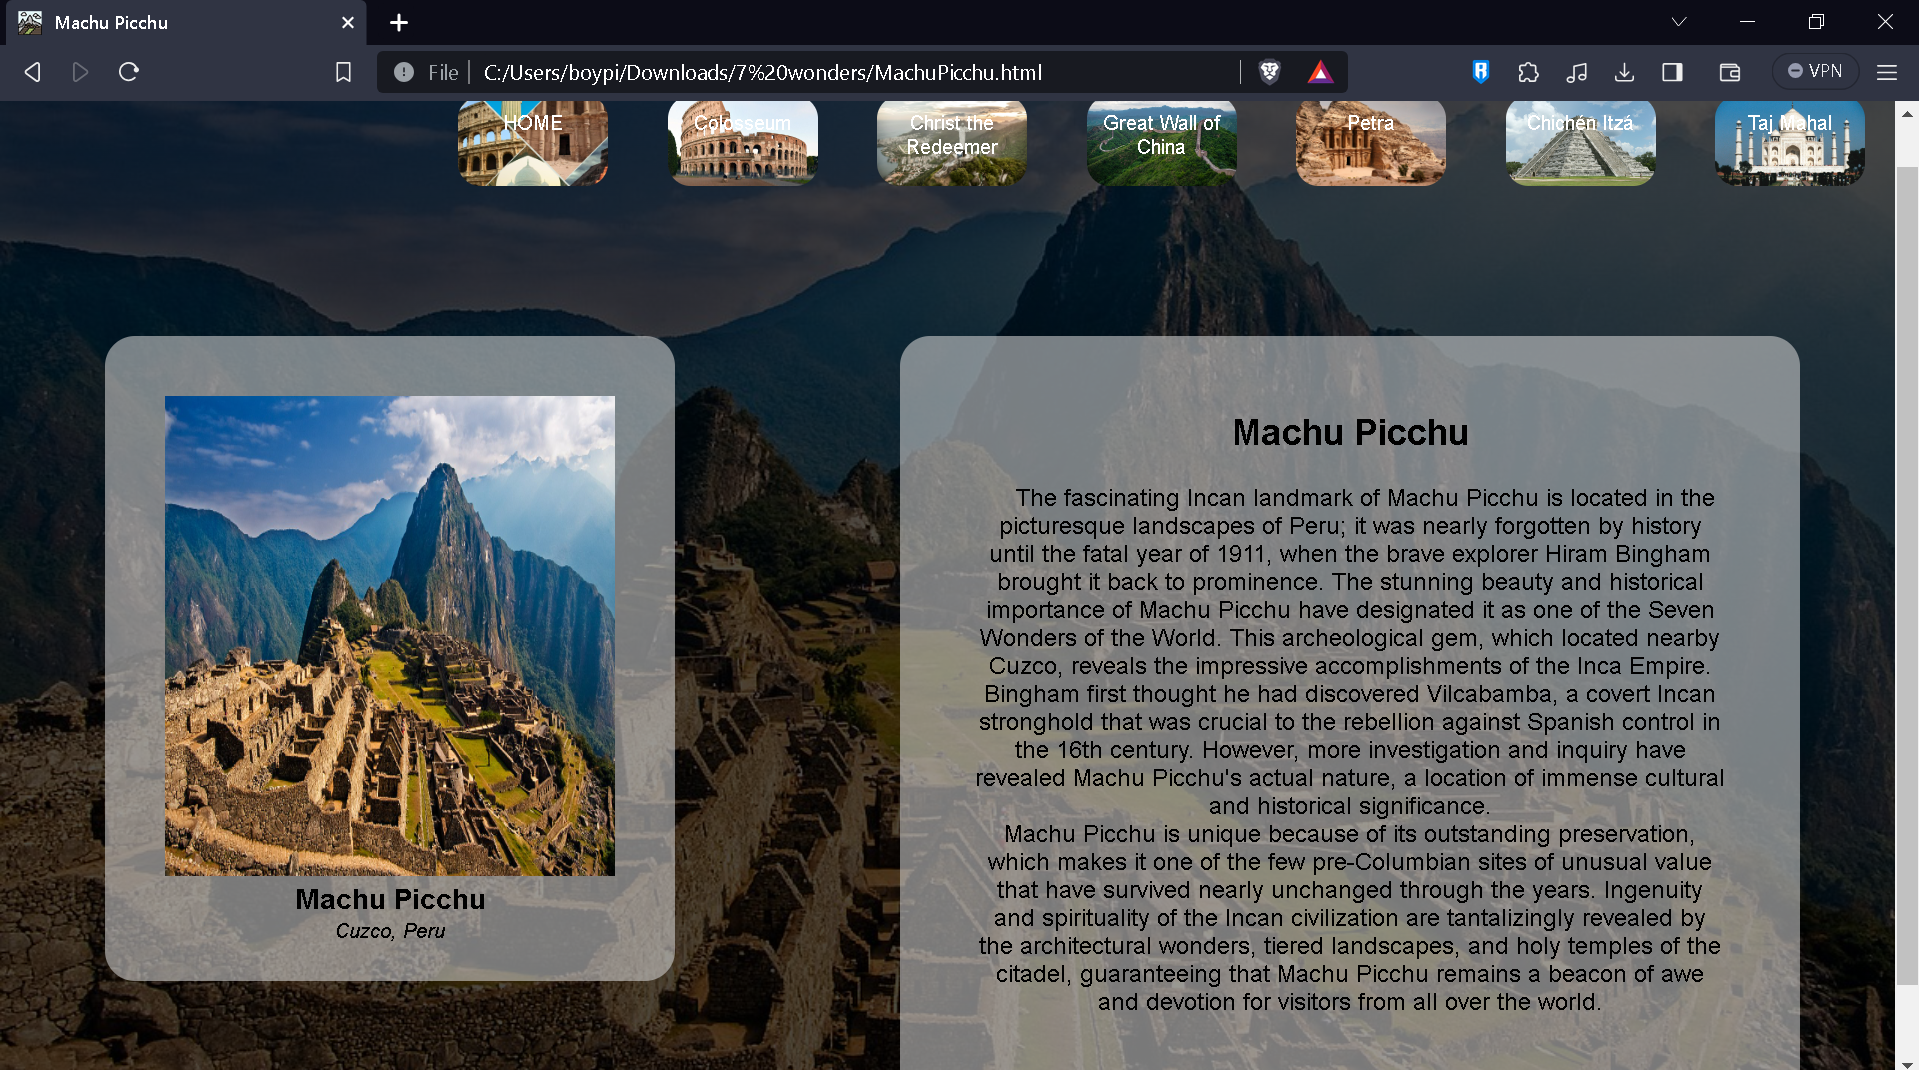 Machu Picchu
File
C:/Users/boypi/Downloads/7%20wonders/MachuPicchu.html
VPN
HOME
Colosseum
Christ the
Redeemer
Great Wall of
China
Petra
Chichén Itzá
Taj Mahal
Machu Picchu
Cuzco, Peru
Machu Picchu
The fascinating Incan landmark of Machu Picchu is located in the
picturesque landscapes of Peru; it was nearly forgotten by history
until the fatal year of 1911, when the brave explorer Hiram Bingham
brought it back to prominence. The stunning beauty and historical
importance of Machu Picchu have designated it as one of the Seven
Wonders of the World. This archeological gem, which located nearby
Cuzco, reveals the impressive accomplishments of the Inca Empire.
Bingham first thought he had discovered Vilcabamba, a covert Incan
stronghold that was crucial to the rebellion against Spanish control in
the 16th century. However, more investigation and inquiry have
revealed Machu Picchu's actual nature, a location of immense cultural
and historical significance.
Machu Picchu is unique because of its outstanding preservation,
which makes it one of the few pre-Columbian sites of unusual value
that have survived nearly unchanged through the years. Ingenuity
and spirituality of the Incan civilization are tantalizingly revealed by
the architectural wonders, tiered landscapes, and holy temples of the
citadel, guaranteeing that Machu Picchu remains a beacon of awe
and devotion for visitors from all over the world.